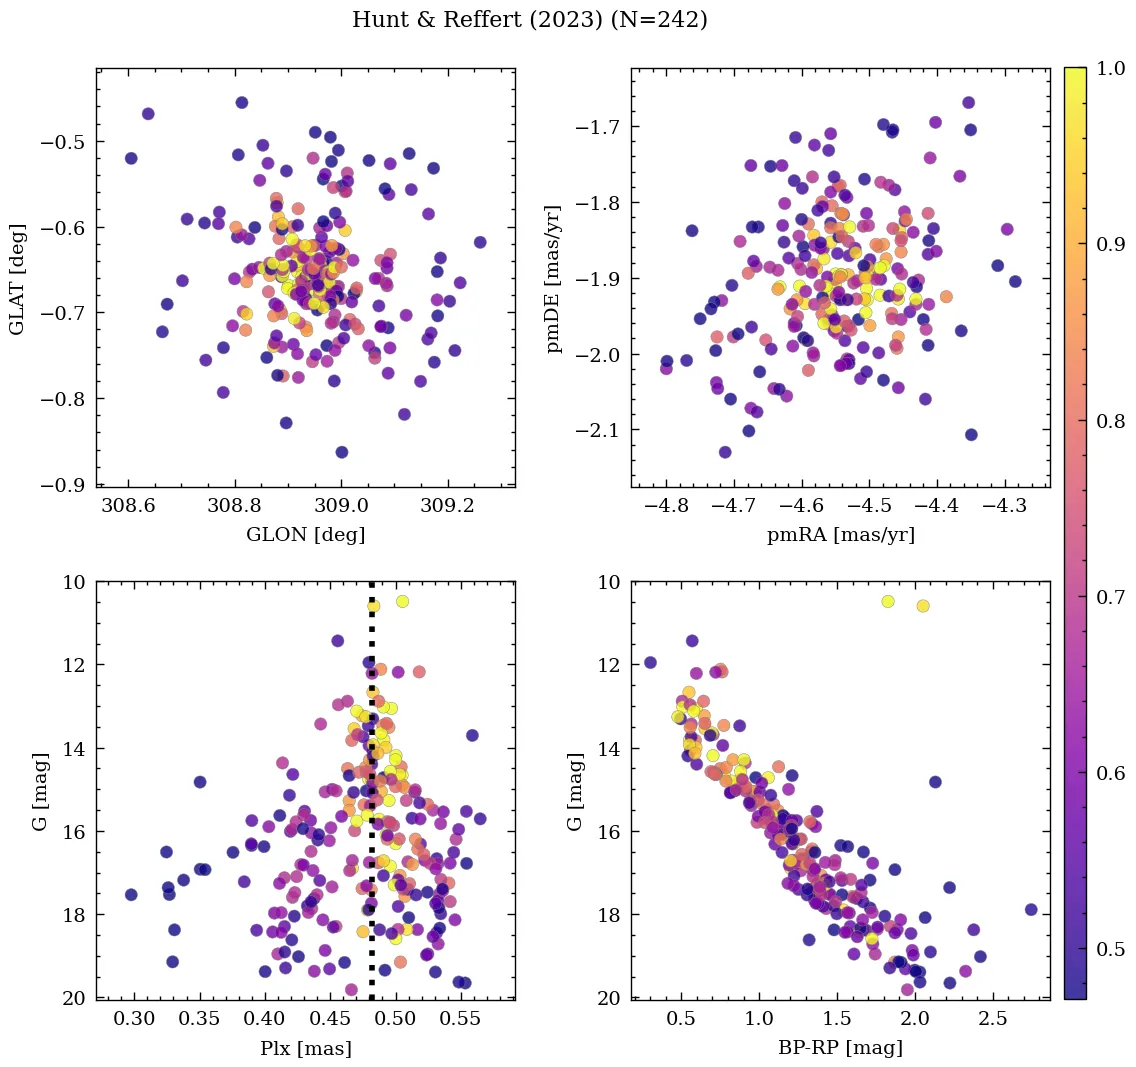 Hunt & Reffert (2023) (N=242)
−0.5
−0.6
−0.7
−0.8
−0.9
GLAT [deg]
308.6 308.8 309.0 309.2
GLON [deg]
−1.7
−1.8
−1.9
−2.0
−2.1
pmDE [mas/yr]
−4.8 −4.7 −4.6 −4.5 −4.4 −4.3
pmRA [mas/yr]
10
12
14
16
18
20
G [mag]
0.30 0.35 0.40 0.45 0.50 0.55
Plx [mas]
10
12
14
16
18
20
G [mag]
0.5 1.0 1.5 2.0 2.5
BP-RP [mag]
1.0
0.9
0.8
0.7
0.6
0.5